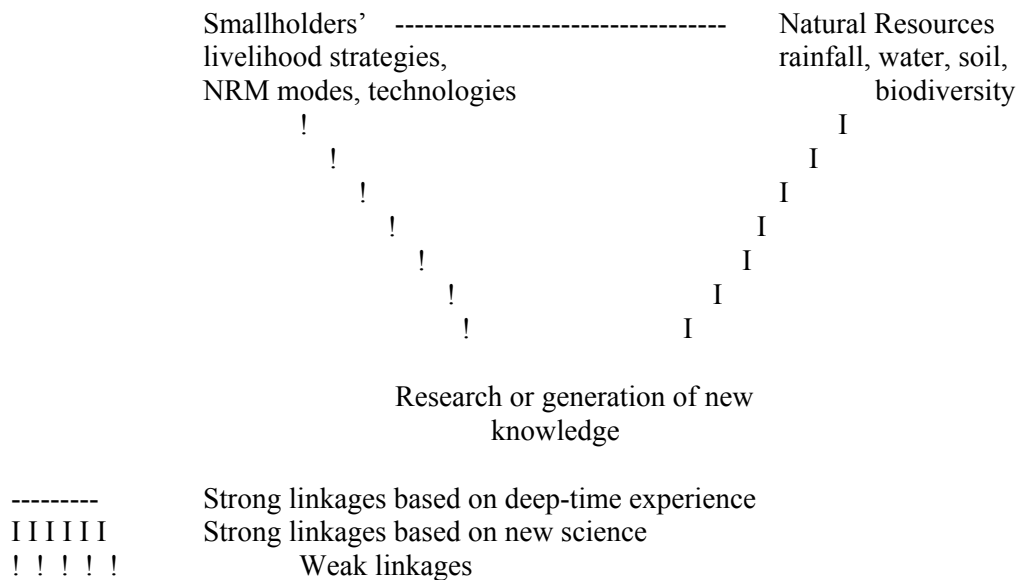 Smallholders’ --------------------------------- Natural Resources
livelihood strategies, rainfall, water, soil,
NRM modes, technologies biodiversity
! I
! I
! I
! I
! I
! I
! I
Research or generation of new
knowledge
--------- Strong linkages based on deep-time experience
I I I I I I Strong linkages based on new science
! ! ! ! ! Weak linkages